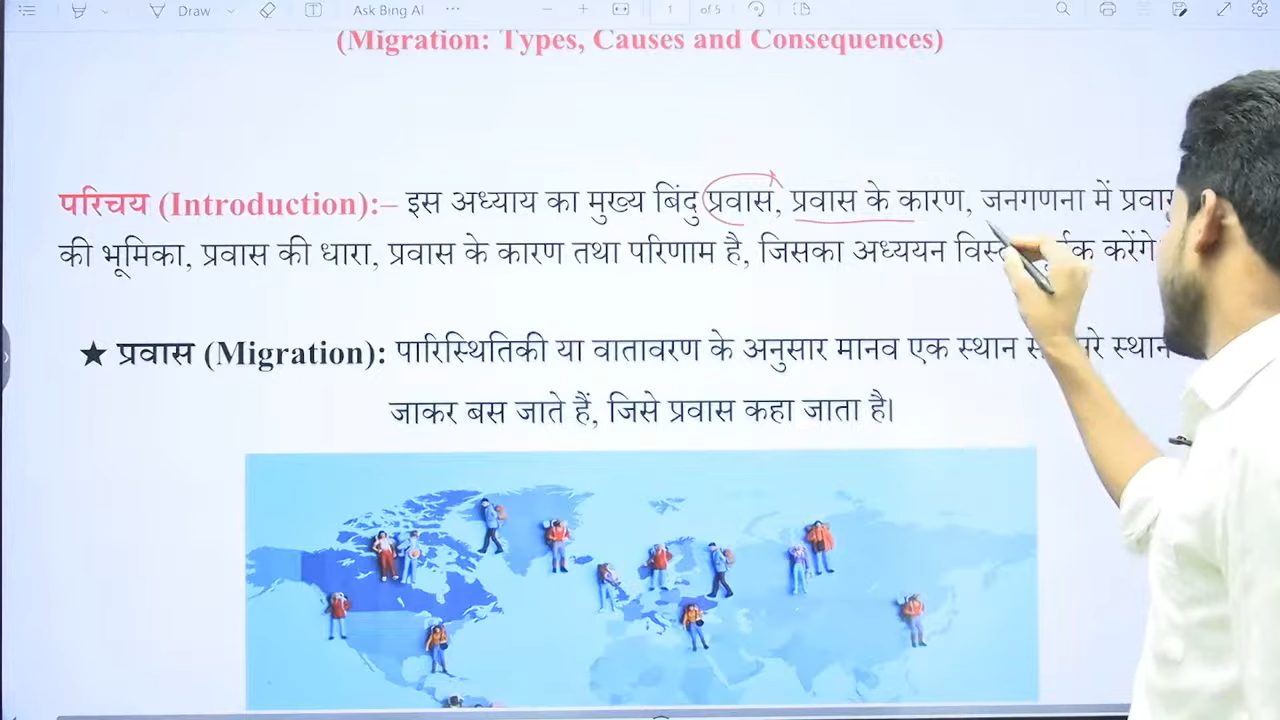 Draw Ask Bing AI 1 of 5
(Migration: Types, Causes and Consequences)
परिचय (Introduction):– इस अध्याय का मुख्य बिंदु प्रवास, प्रवास के कारण, जनगणना में
की भूमिका, प्रवास की धारा, प्रवास के कारण तथा परिणाम है, जिसका अध्ययन करेंगे
★ प्रवास (Migration): पारिस्थितिकी या वातावरण के अनुसार मानव एक स्थान स्थान
जाकर बस जाते हैं, जिसे प्रवास कहा जाता है।